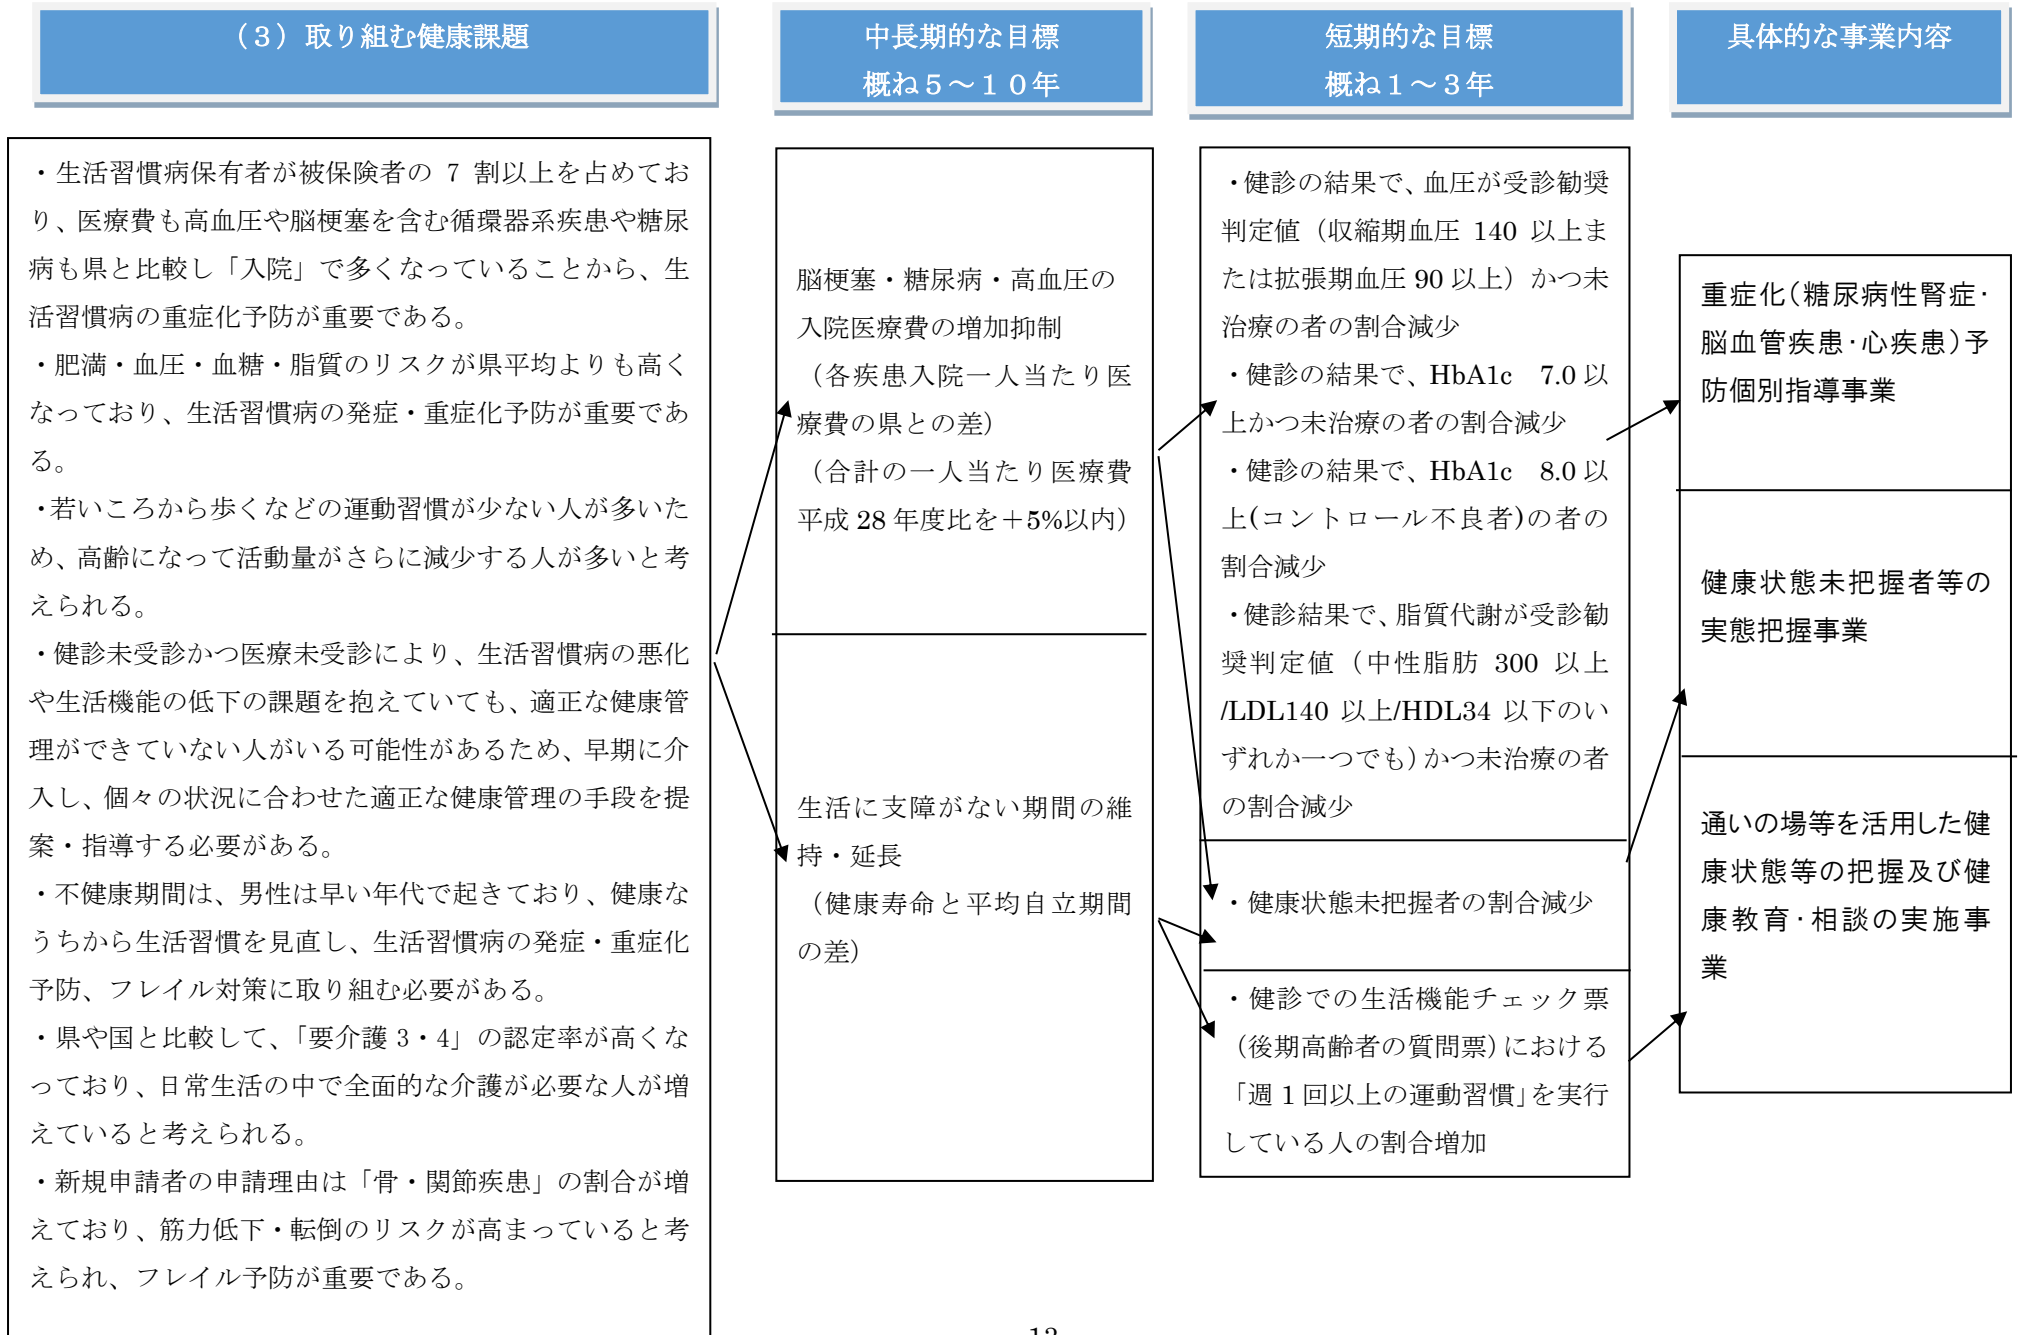 （３）取り組む健康課題
中長期的な目標
概ね５～１０年
短期的な目標
概ね１～３年
具体的な事業内容
・生活習慣病保有者が被保険者の 7 割以上を占めてお
り、医療費も高血圧や脳梗塞を含む循環器系疾患や糖尿
病も県と比較し「入院」で多くなっていることから、生
活習慣病の重症化予防が重要である。
・肥満・血圧・血糖・脂質のリスクが県平均よりも高く
なっており、生活習慣病の発症・重症化予防が重要であ
る。
・若いころから歩くなどの運動習慣が少ない人が多いた
め、高齢になって活動量がさらに減少する人が多いと考
えられる。
・健診未受診かつ医療未受診により、生活習慣病の悪化
や生活機能の低下の課題を抱えていても、適正な健康管
理ができていない人がいる可能性があるため、早期に介
入し、個々の状況に合わせた適正な健康管理の手段を提
案・指導する必要がある。
・不健康期間は、男性は早い年代で起きており、健康な
うちから生活習慣を見直し、生活習慣病の発症・重症化
予防、フレイル対策に取り組む必要がある。
・県や国と比較して、「要介護 3・4」の認定率が高くな
っており、日常生活の中で全面的な介護が必要な人が増
えていると考えられる。
・新規申請者の申請理由は「骨・関節疾患」の割合が増
えており、筋力低下・転倒のリスクが高まっていると考
えられ、フレイル予防が重要である。
脳梗塞・糖尿病・高血圧の
入院医療費の増加抑制
（各疾患入院一人当たり医
療費の県との差）
（合計の一人当たり医療費
平成 28 年度比を＋5%以内）
生活に支障がない期間の維
持・延長
（健康寿命と平均自立期間
の差）
・健診の結果で、血圧が受診勧奨
判定値（収縮期血圧 140 以上ま
たは拡張期血圧 90 以上）かつ未
治療の者の割合減少
・健診の結果で、HbA1c　7.0 以
上かつ未治療の者の割合減少
・健診の結果で、HbA1c　8.0 以
上(コントロール不良者)の者の
割合減少
・健診結果で、脂質代謝が受診勧
奨判定値（中性脂肪 300 以上
/LDL140 以上/HDL34 以下のい
ずれか一つでも）かつ未治療の者
の割合減少
・健康状態未把握者の割合減少
・健診での生活機能チェック票
（後期高齢者の質問票）における
「週 1 回以上の運動習慣」を実行
している人の割合増加
重症化（糖尿病性腎症・
脳血管疾患・心疾患）予
防個別指導事業
健康状態未把握者等の
実態把握事業
通いの場等を活用した健
康状態等の把握及び健
康教育・相談の実施事
業